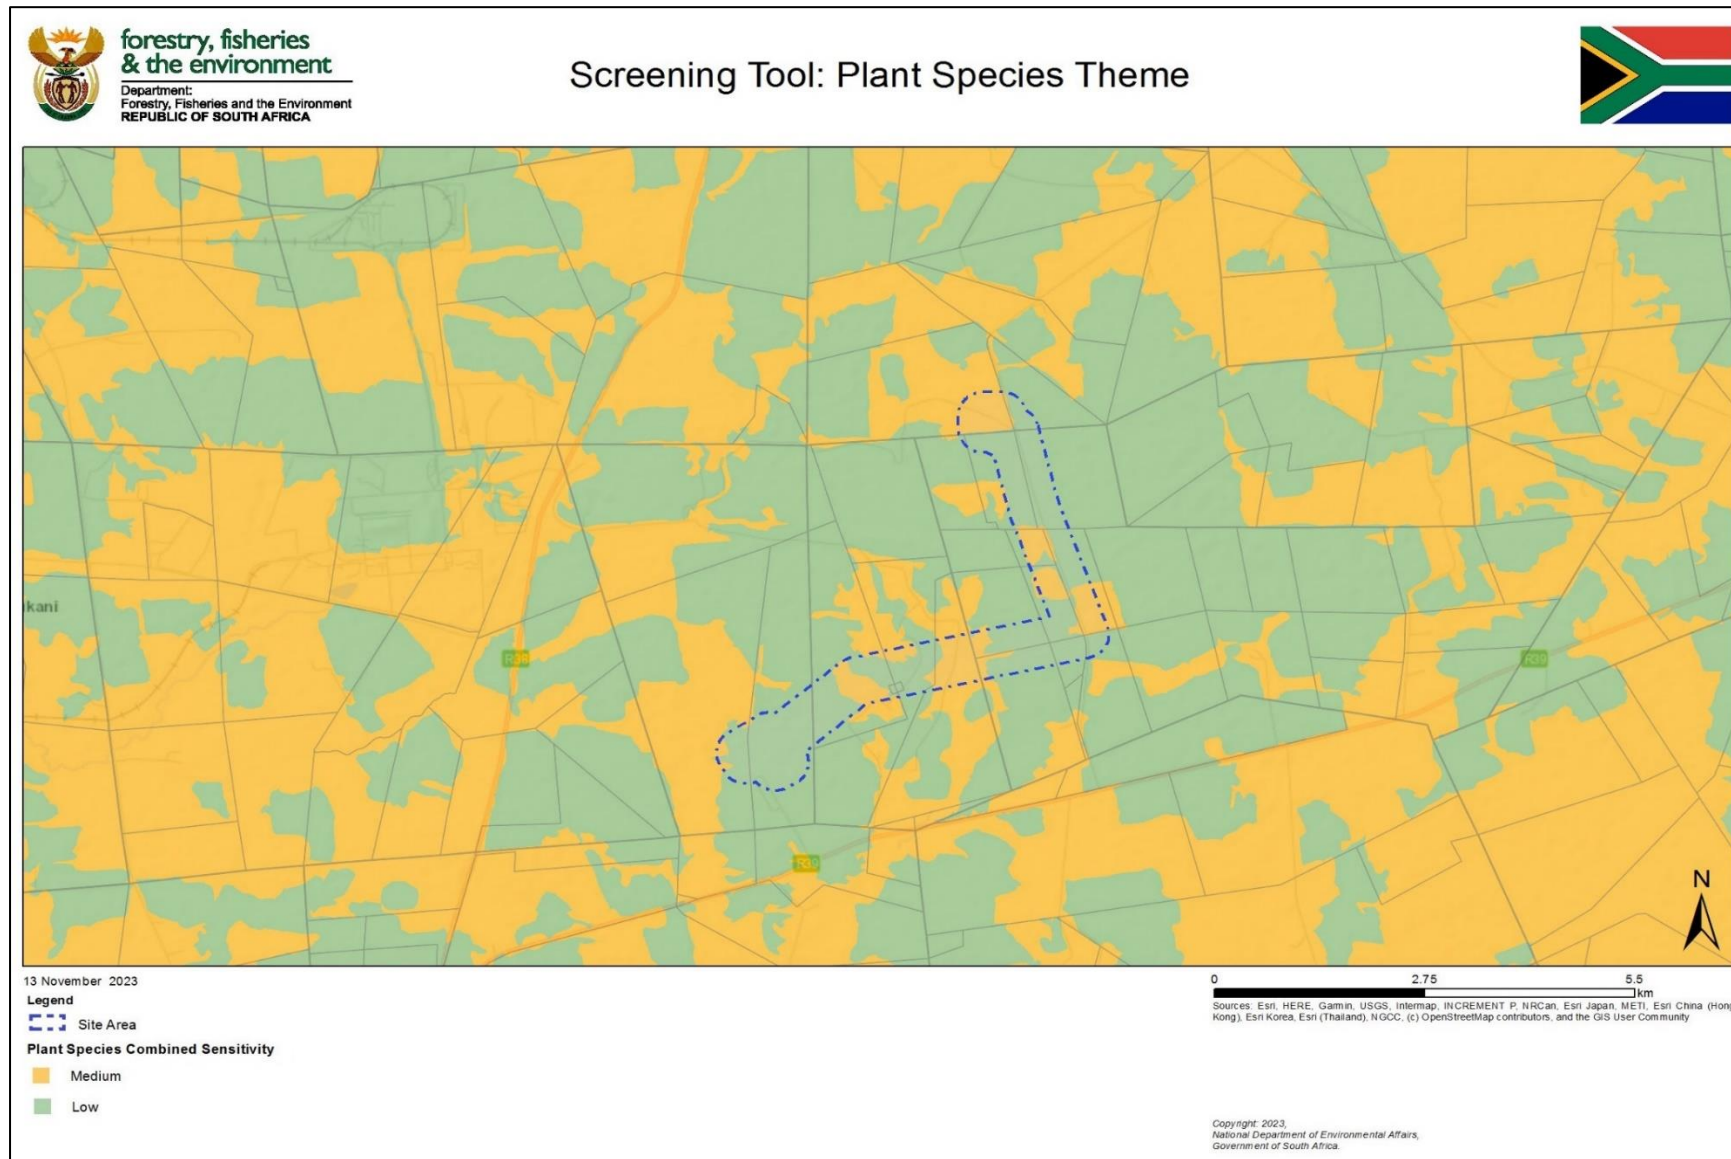 forestry, fisheries
& the environment
Department:
Forestry, Fisheries and the Environment
REPUBLIC OF SOUTH AFRICA
Screening Tool: Plant Species Theme
kani
R38
R39
R39
N
13 November 2023
Legend
Site Area
Plant Species Combined Sensitivity
Medium
Low
0 2.75 5.5
km
Sources: Esri, HERE, Garmin, USGS, Intermap, INCREMENT P, NRCan, Esri Japan, METI, Esri China (Hong
Kong), Esri Korea, Esri (Thailand), NGCC, (c) OpenStreetMap contributors, and the GIS User Community
Copyright: 2023,
National Department of Environmental Affairs,
Government of South Africa.